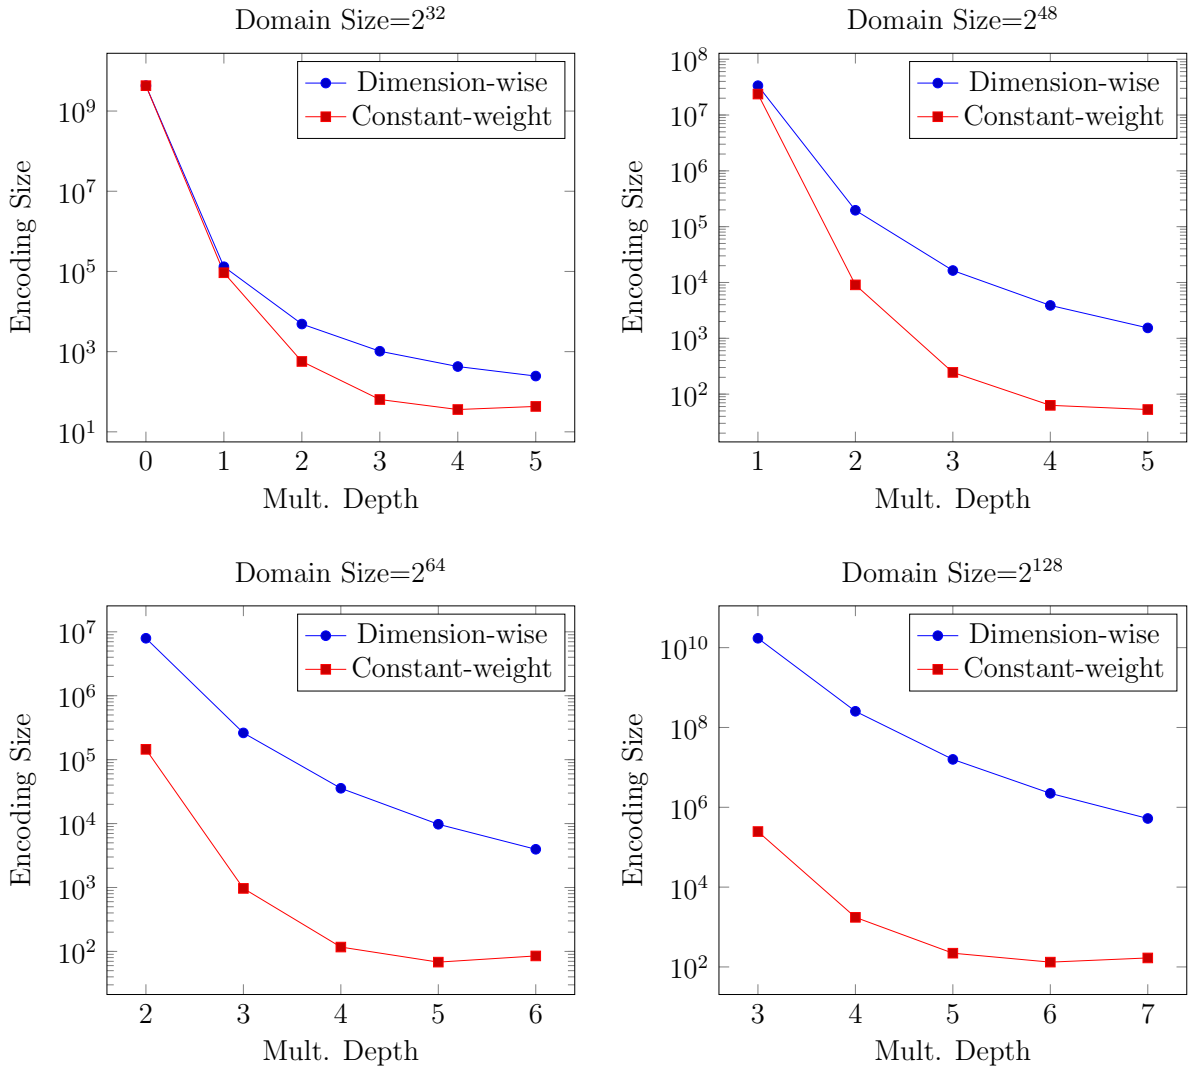 Domain Size=2^32
Dimension-wise
Constant-weight
10^9
10^7
10^5
10^3
10^1
Encoding Size
0 1 2 3 4 5
Mult. Depth
Domain Size=2^48
Dimension-wise
Constant-weight
10^8
10^7
10^6
10^5
10^4
10^3
10^2
Encoding Size
1 2 3 4 5
Mult. Depth
Domain Size=2^64
Dimension-wise
Constant-weight
10^7
10^6
10^5
10^4
10^3
10^2
Encoding Size
2 3 4 5 6
Mult. Depth
Domain Size=2^128
Dimension-wise
Constant-weight
10^10
10^8
10^6
10^4
10^2
Encoding Size
3 4 5 6 7
Mult. Depth